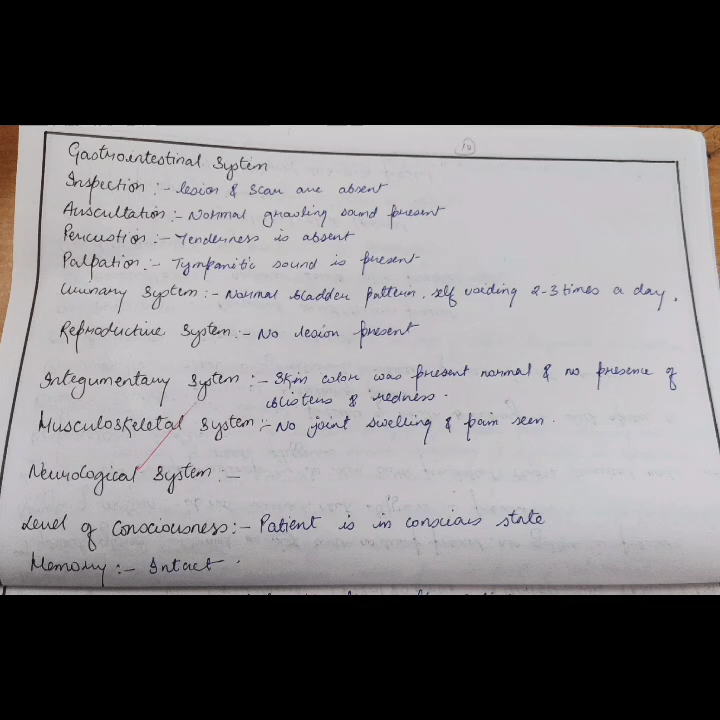 10
Gastrointestinal System
Inspection :- lesion & Scar are absent
Auscultation :- Normal growling sound present
Percustion :- Tenderness is absent
Palpation :- Tympanitic sound is present
Urinary System :- Normal bladder pattern, self voiding 2-3 times a day.
Reproductive System :- No lesion present
Integumentary System :- Skin color was present normal & no presence of
blisters & redness.
Musculoskeletal System :- No joint swelling & pain seen.
Neurological System :-
Level of Consciousness :- Patient is in conscious state
Memory :- Intact.